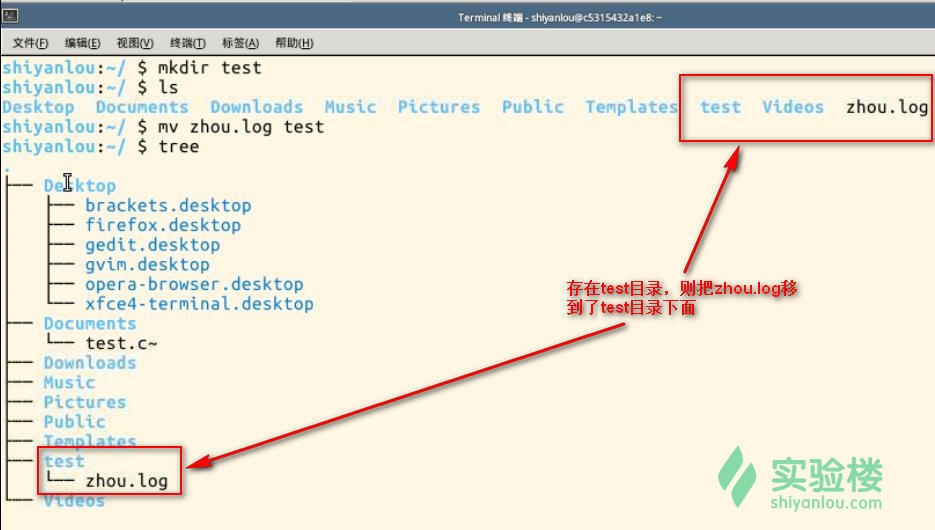 Terminal 终端 - shiyanlou@c5315432a1e8: ~
文件(F) 编辑(E) 视图(V) 终端(T) 标签(A) 帮助(H)
shiyanlou:~/ $ mkdir test
shiyanlou:~/ $ ls
Desktop Documents Downloads Music Pictures Public Templates test Videos zhou.log
shiyanlou:~/ $ mv zhou.log test
shiyanlou:~/ $ tree
.
├── Desktop
│   ├── brackets.desktop
│   ├── firefox.desktop
│   ├── gedit.desktop
│   ├── gvim.desktop
│   ├── opera-browser.desktop
│   └── xfce4-terminal.desktop
├── Documents
│   └── test.c~
├── Downloads
├── Music
├── Pictures
├── Public
├── Templates
├── test
│   └── zhou.log
└── Videos
存在test目录，则把zhou.log移
到了test目录下面
实验楼
shiyanlou.com